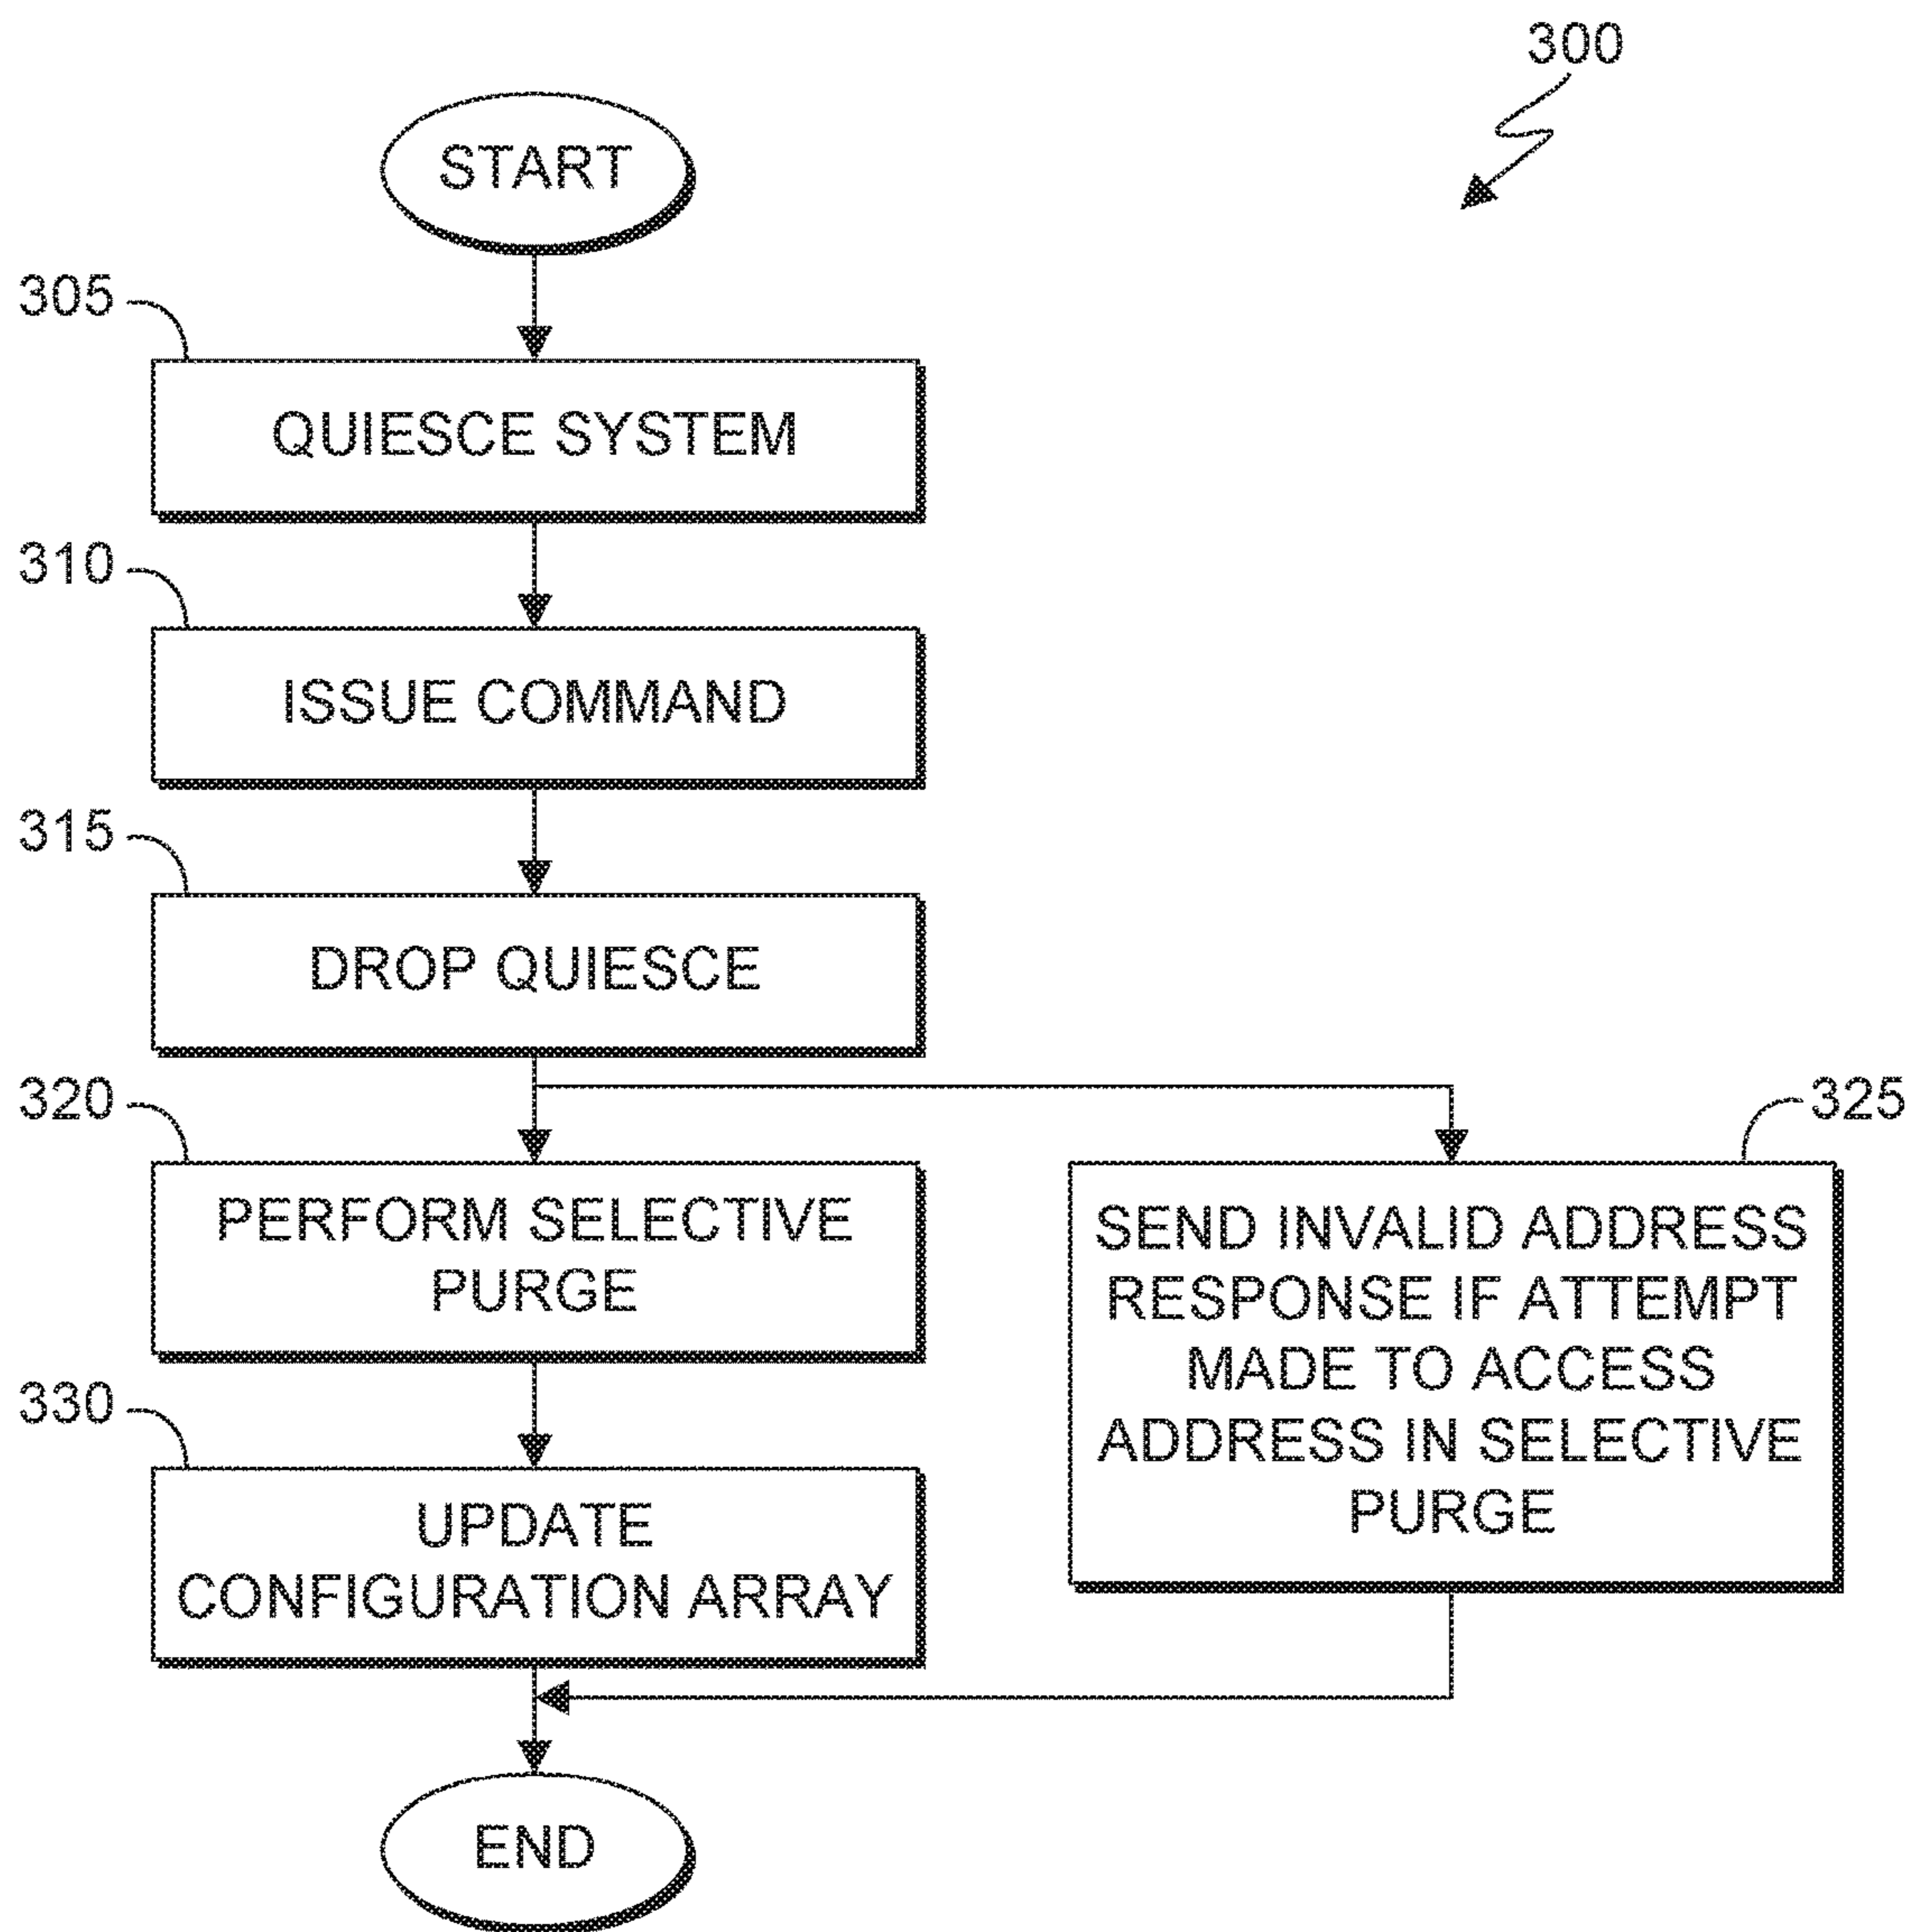 300
START
305
QUIESCE SYSTEM
310
ISSUE COMMAND
315
DROP QUIESCE
320
PERFORM SELECTIVE
PURGE
325
SEND INVALID ADDRESS
RESPONSE IF ATTEMPT
MADE TO ACCESS
ADDRESS IN SELECTIVE
PURGE
330
UPDATE
CONFIGURATION ARRAY
END